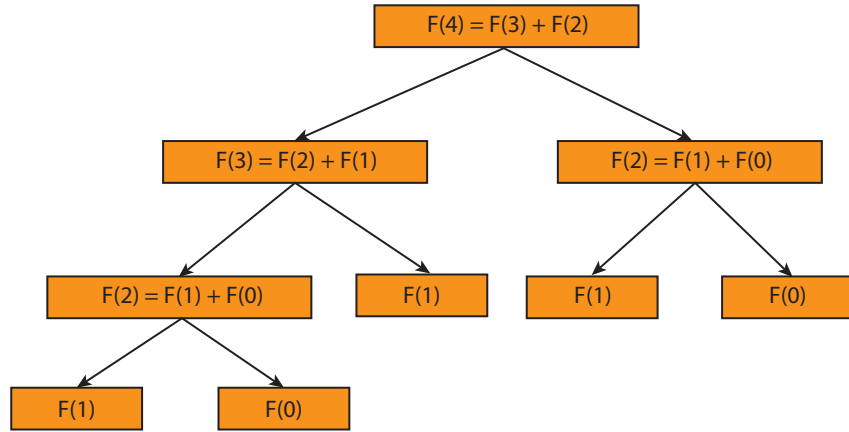 F(4) = F(3) + F(2)
F(3) = F(2) + F(1)
F(2) = F(1) + F(0)
F(2) = F(1) + F(0)
F(1)
F(1)
F(0)
F(1)
F(0)